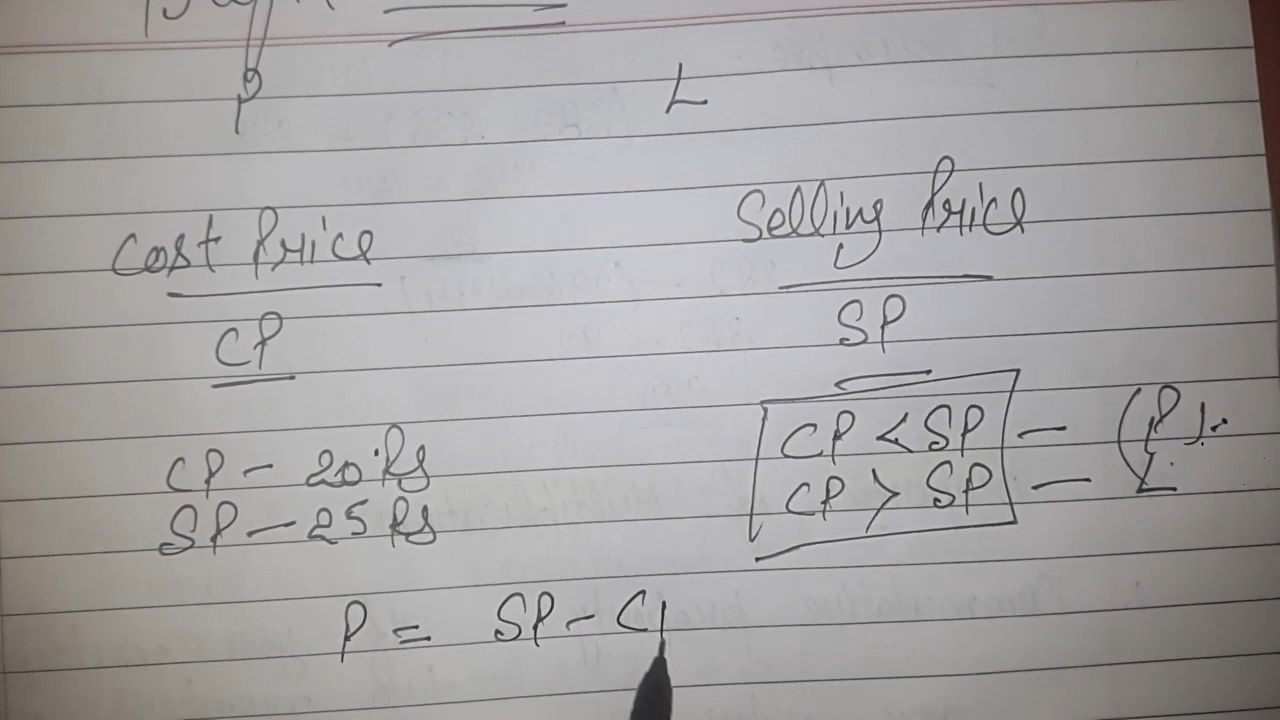 P L
Cost Price Selling Price
CP SP
CP < SP - (P).
CP - 20 Rs
CP > SP - L
SP - 25 Rs
P = SP - C